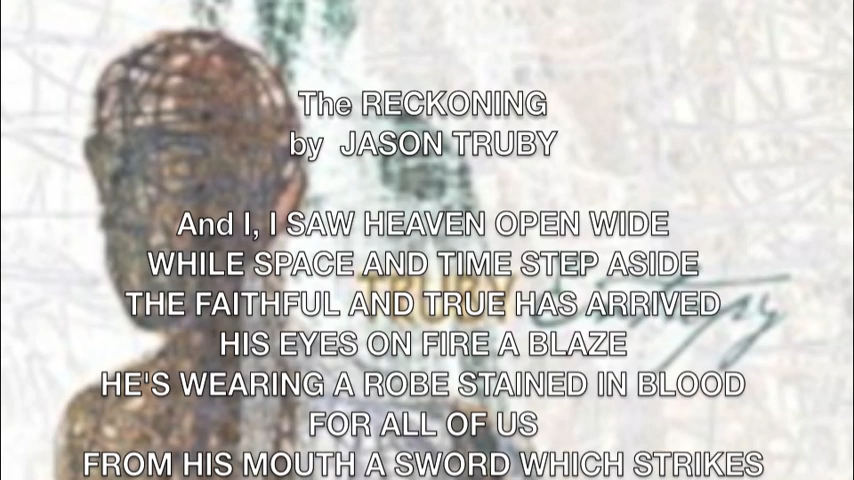 The RECKONING
by JASON TRUBY
And I, I SAW HEAVEN OPEN WIDE
WHILE SPACE AND TIME STEP ASIDE
THE FAITHFUL AND TRUE HAS ARRIVED
HIS EYES ON FIRE A BLAZE
HE'S WEARING A ROBE STAINED IN BLOOD
FOR ALL OF US
FROM HIS MOUTH A SWORD WHICH STRIKES